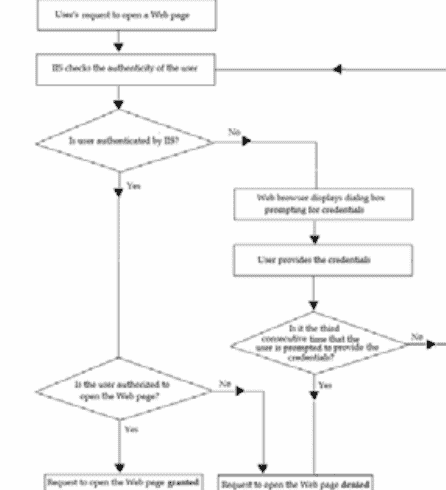 User's request to open a Web page
IIS checks the authenticity of the user
Is user authenticated by IIS?
No
Yes
Web browser displays dialog box
prompting for credentials
User provides the credentials
Is it the third
consecutive time that the
user is prompted to provide the
credentials?
No
Yes
Is the user authorized to
open the Web page?
No
Yes
Request to open the Web page granted
Request to open the Web page denied